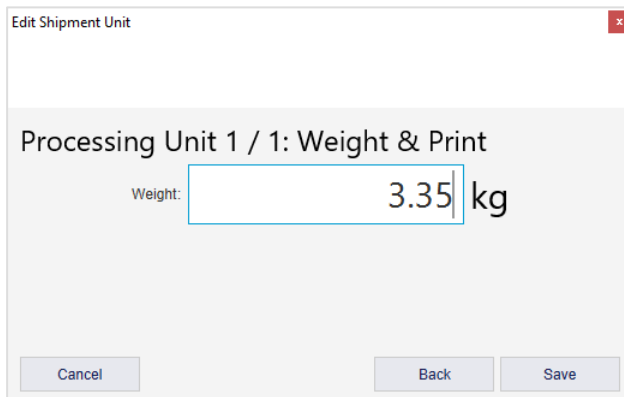 Edit Shipment Unit
x
Processing Unit 1 / 1: Weight & Print
Weight: 3.35 kg
Cancel Back Save